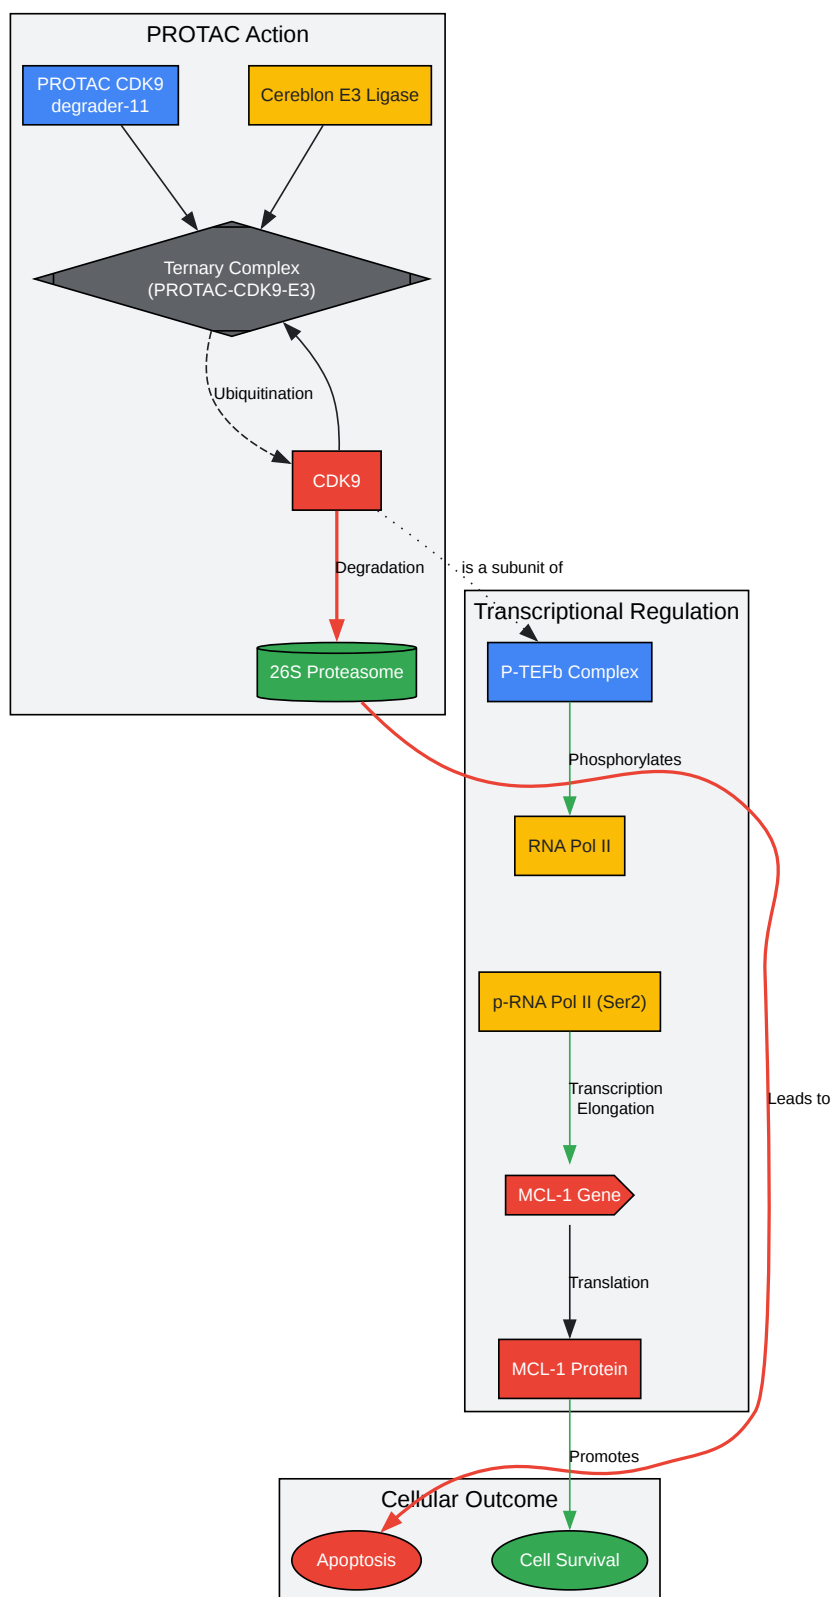 PROTAC Action
PROTAC CDK9
degrader-11
Cereblon E3 Ligase
Ternary Complex
(PROTAC-CDK9-E3)
Ubiquitination
CDK9
Degradation
is a subunit of
26S Proteasome
Transcriptional Regulation
P-TEFb Complex
Phosphorylates
RNA Pol II
p-RNA Pol II (Ser2)
Transcription
Elongation
Leads to
MCL-1 Gene
Translation
MCL-1 Protein
Promotes
Cellular Outcome
Apoptosis
Cell Survival